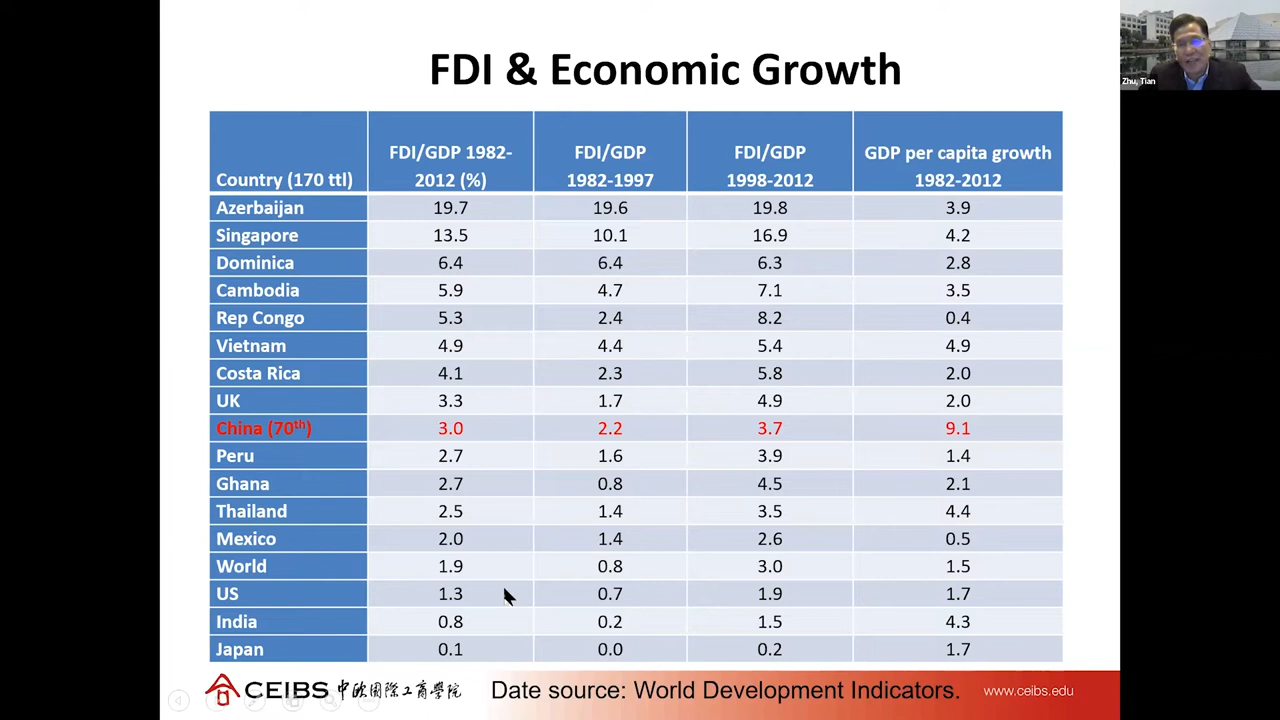 Zhu, Tian
FDI & Economic Growth
Country (170 ttl) FDI/GDP 1982-2012 (%) FDI/GDP 1982-1997 FDI/GDP 1998-2012 GDP per capita growth 1982-2012
Azerbaijan 19.7 19.6 19.8 3.9
Singapore 13.5 10.1 16.9 4.2
Dominica 6.4 6.4 6.3 2.8
Cambodia 5.9 4.7 7.1 3.5
Rep Congo 5.3 2.4 8.2 0.4
Vietnam 4.9 4.4 5.4 4.9
Costa Rica 4.1 2.3 5.8 2.0
UK 3.3 1.7 4.9 2.0
China (70th) 3.0 2.2 3.7 9.1
Peru 2.7 1.6 3.9 1.4
Ghana 2.7 0.8 4.5 2.1
Thailand 2.5 1.4 3.5 4.4
Mexico 2.0 1.4 2.6 0.5
World 1.9 0.8 3.0 1.5
US 1.3 0.7 1.9 1.7
India 0.8 0.2 1.5 4.3
Japan 0.1 0.0 0.2 1.7
CEIBS 中欧國際工商學院 Date source: World Development Indicators. www.ceibs.edu